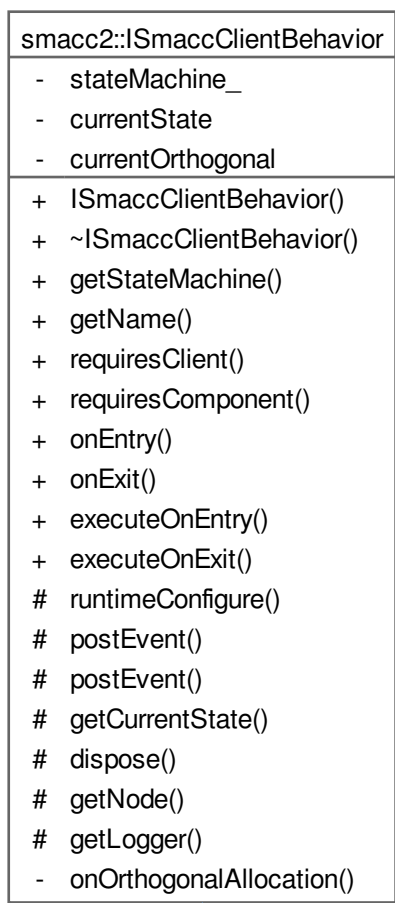 smacc2::ISmaccClientBehavior
- stateMachine_
- currentState
- currentOrthogonal
+ ISmaccClientBehavior()
+ ~ISmaccClientBehavior()
+ getStateMachine()
+ getName()
+ requiresClient()
+ requiresComponent()
+ onEntry()
+ onExit()
+ executeOnEntry()
+ executeOnExit()
# runtimeConfigure()
# postEvent()
# postEvent()
# getCurrentState()
# dispose()
# getNode()
# getLogger()
- onOrthogonalAllocation()